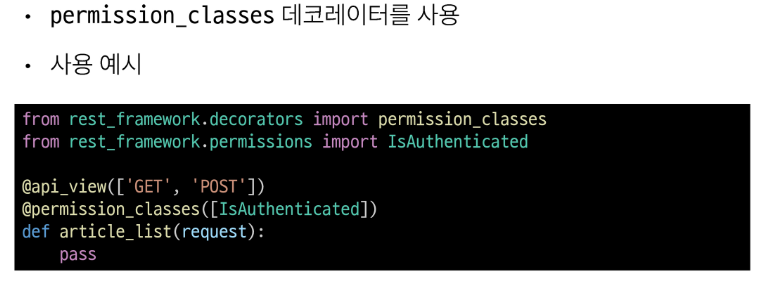 • permission_classes 데코레이터를 사용
• 사용 예시
from rest_framework.decorators import permission_classes
from rest_framework.permissions import IsAuthenticated

@api_view(['GET', 'POST'])
@permission_classes([IsAuthenticated])
def article_list(request):
    pass